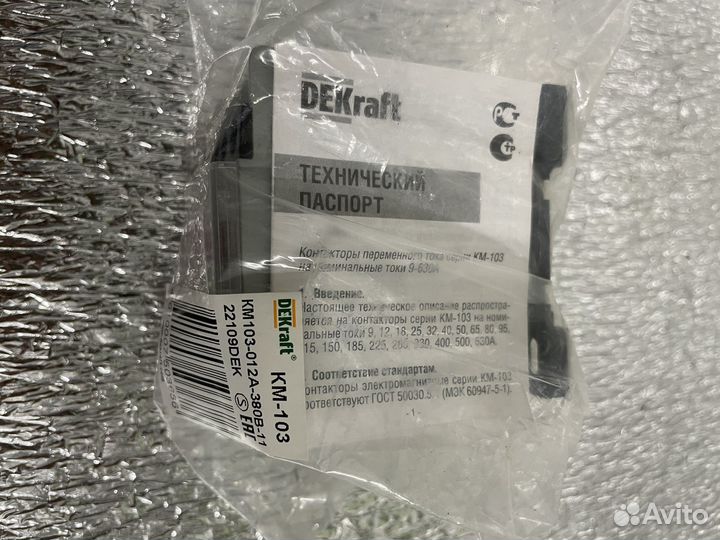 DEKraft
ТЕХНИЧЕСКИЙ
ПАСПОРТ
Контакторы переменного тока серии КМ-103
на номинальные токи 9-630А
Введение.
Настоящее техническое описание распростра-
няется на контакторы серии КМ-103 на номи-
нальные токи 9, 12, 18, 25, 32, 40, 50, 65, 80, 95,
150, 185, 225, 265, 330, 400, 500, 630А.
Соответствие стандартам.
Контакторы электромагнитные серии КМ-103
соответствуют ГОСТ 50030. (МЭК 60947-5-1).
- 1 -
DEKraft®
КМ-103
КМ103-012А-380В-11
22109DEK
EAC
Avito